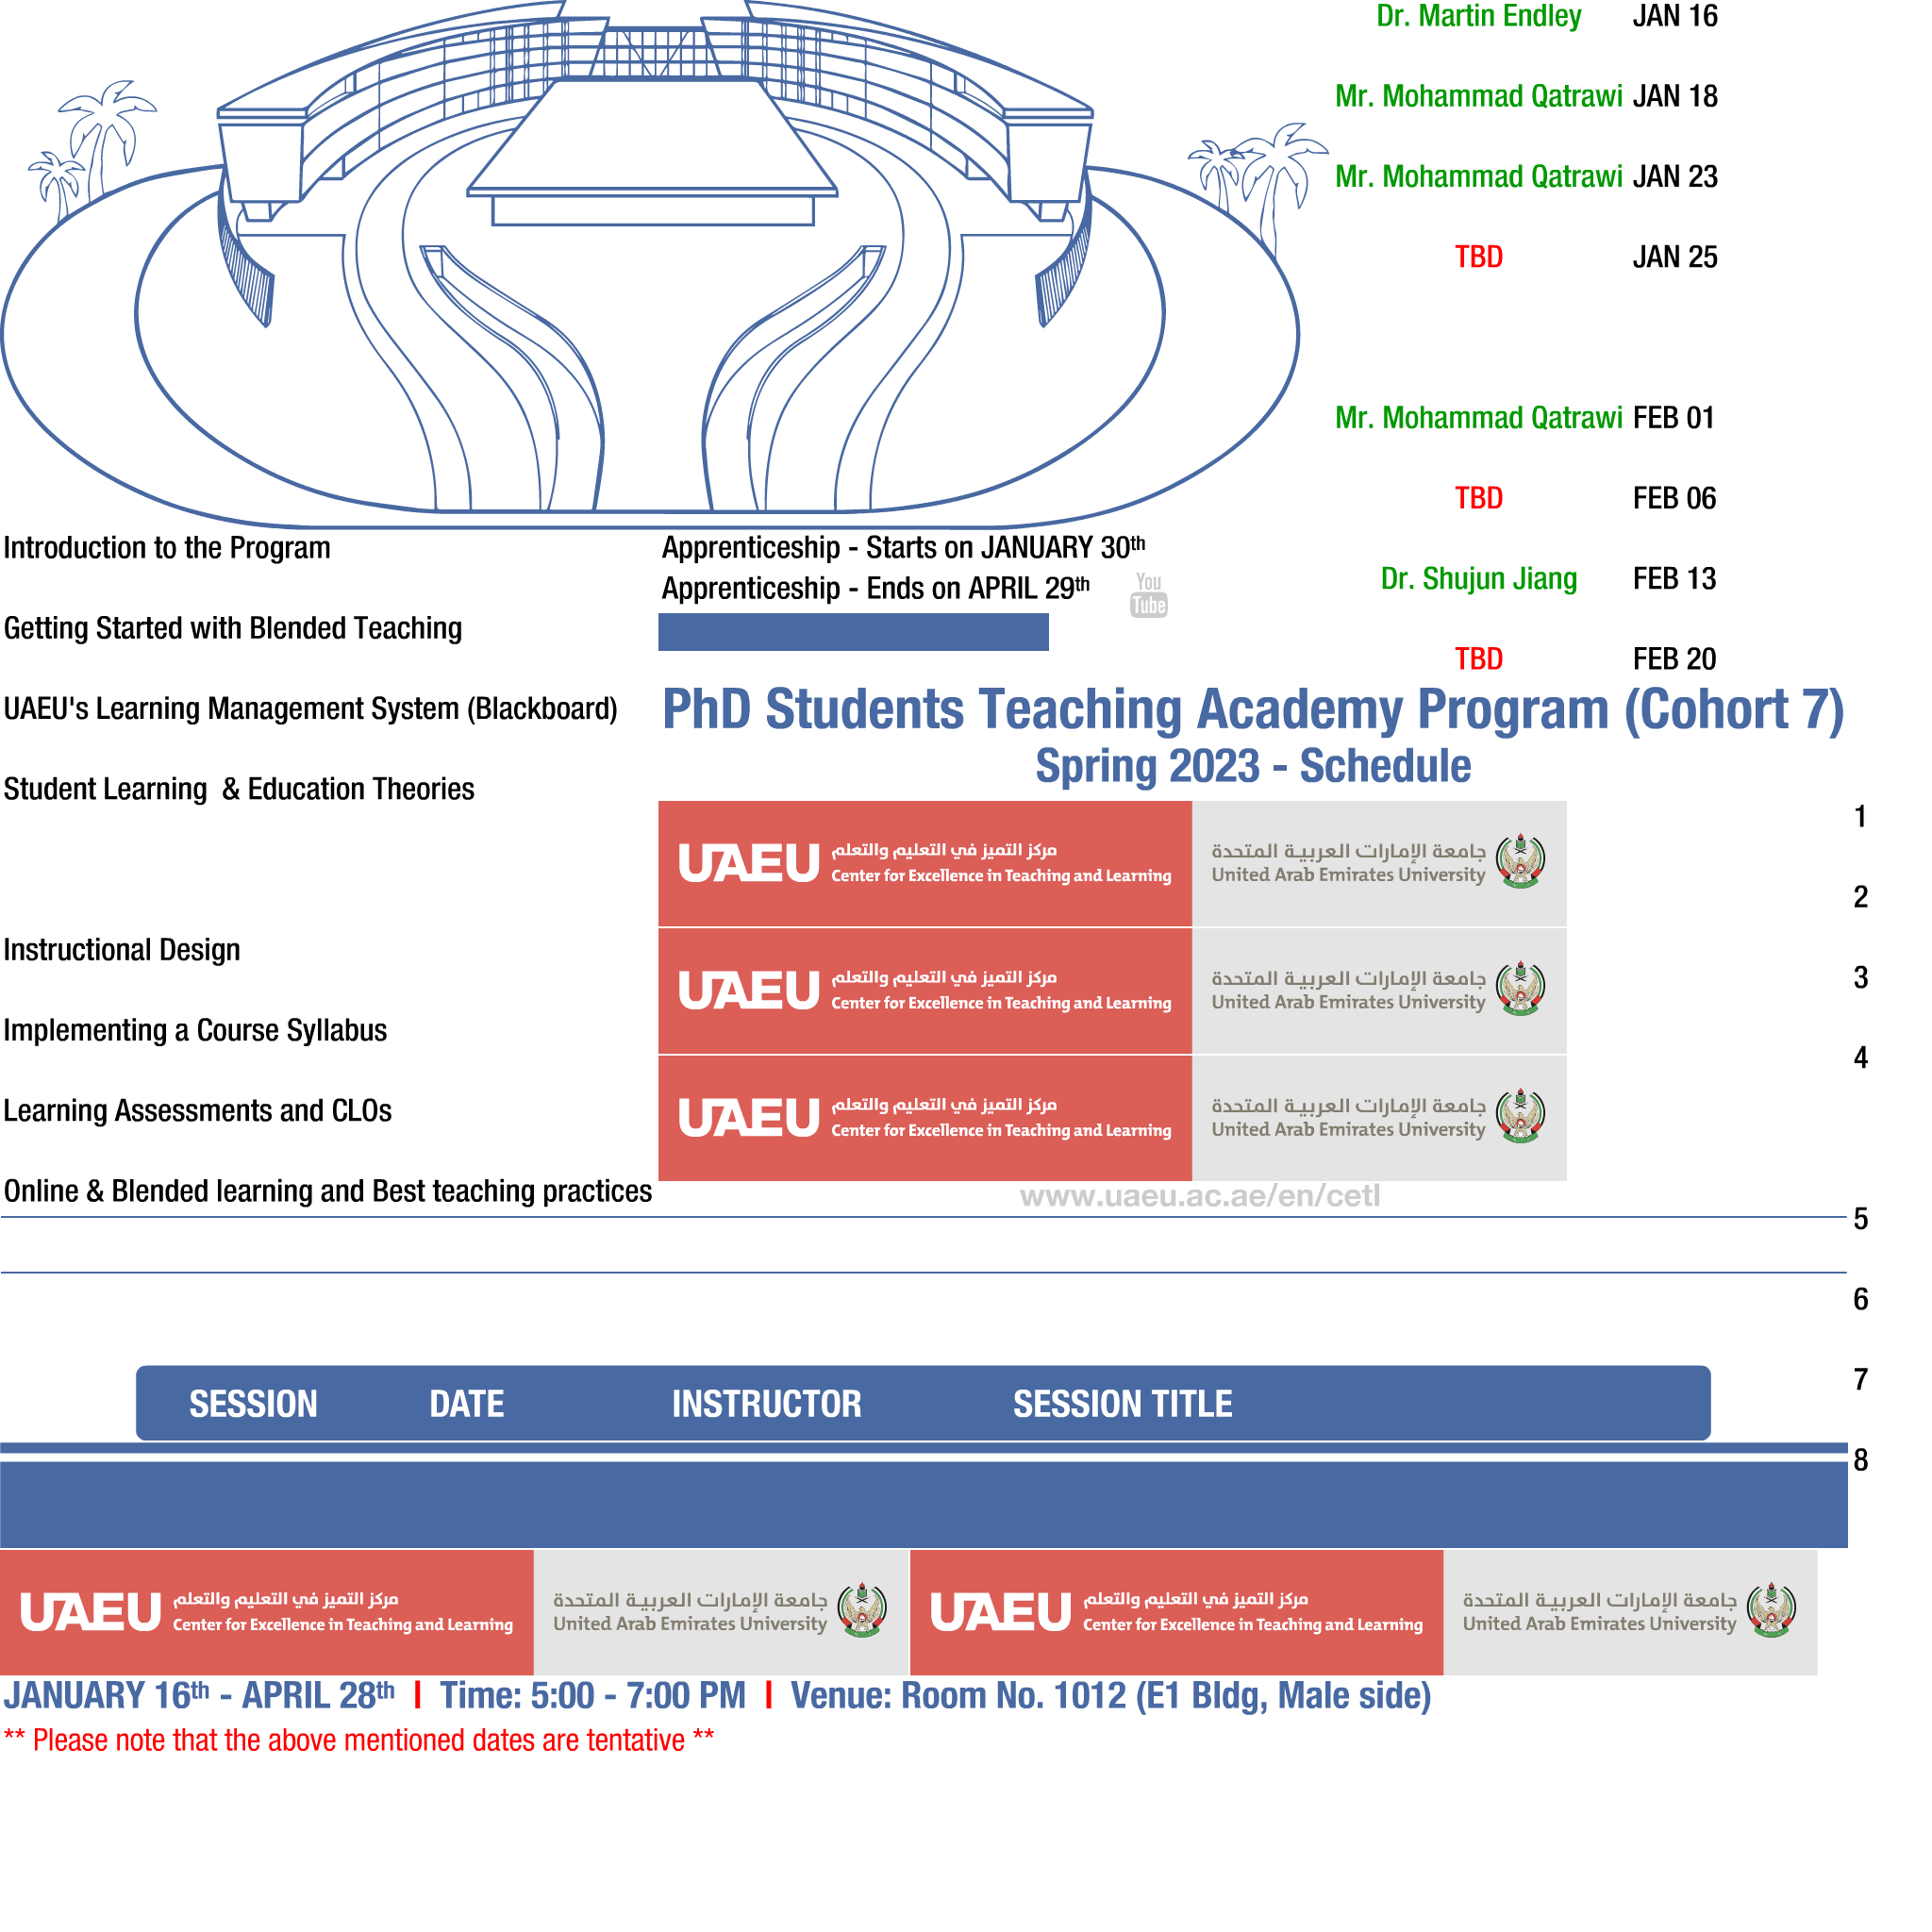 Dr. Martin Endley JAN 16
Mr. Mohammad Qatrawi JAN 18
Mr. Mohammad Qatrawi JAN 23
TBD JAN 25
Mr. Mohammad Qatrawi FEB 01
TBD FEB 06
Dr. Shujun Jiang FEB 13
TBD FEB 20
Introduction to the Program
Getting Started with Blended Teaching
UAEU's Learning Management System (Blackboard)
Student Learning & Education Theories
Instructional Design
Implementing a Course Syllabus
Learning Assessments and CLOs
Online & Blended learning and Best teaching practices
Apprenticeship - Starts on JANUARY 30th
Apprenticeship - Ends on APRIL 29th
You
Tube
PhD Students Teaching Academy Program (Cohort 7)
Spring 2023 - Schedule
UAEU
مركز التميز في التعليم والتعلم
Center for Excellence in Teaching and Learning
جامعة الإمارات العربية المتحدة
United Arab Emirates University
UAEU
مركز التميز في التعليم والتعلم
Center for Excellence in Teaching and Learning
جامعة الإمارات العربية المتحدة
United Arab Emirates University
UAEU
مركز التميز في التعليم والتعلم
Center for Excellence in Teaching and Learning
جامعة الإمارات العربية المتحدة
United Arab Emirates University
www.uaeu.ac.ae/en/cetl
1
2
3
4
5
6
7
8
SESSION DATE INSTRUCTOR SESSION TITLE
UAEU
مركز التميز في التعليم والتعلم
Center for Excellence in Teaching and Learning
جامعة الإمارات العربية المتحدة
United Arab Emirates University
UAEU
مركز التميز في التعليم والتعلم
Center for Excellence in Teaching and Learning
جامعة الإمارات العربية المتحدة
United Arab Emirates University
JANUARY 16th - APRIL 28th | Time: 5:00 - 7:00 PM | Venue: Room No. 1012 (E1 Bldg, Male side)
** Please note that the above mentioned dates are tentative **